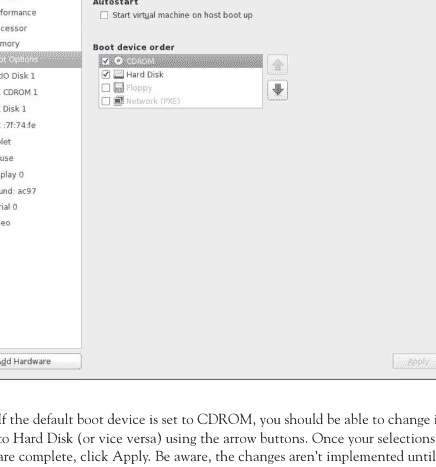 Autostart
formance
Start virtual machine on host boot up
cessor
mory
Boot device order
ot Options
CDROM
IO Disk 1
Hard Disk
CDROM 1
Floppy
Disk 1
Network (PXE)
:7f:74:fe
let
use
play 0
und: ac97
rial 0
eo
dd Hardware
Apply
If the default boot device is set to CDROM, you should be able to change i
to Hard Disk (or vice versa) using the arrow buttons. Once your selections
are complete, click Apply. Be aware, the changes aren't implemented until